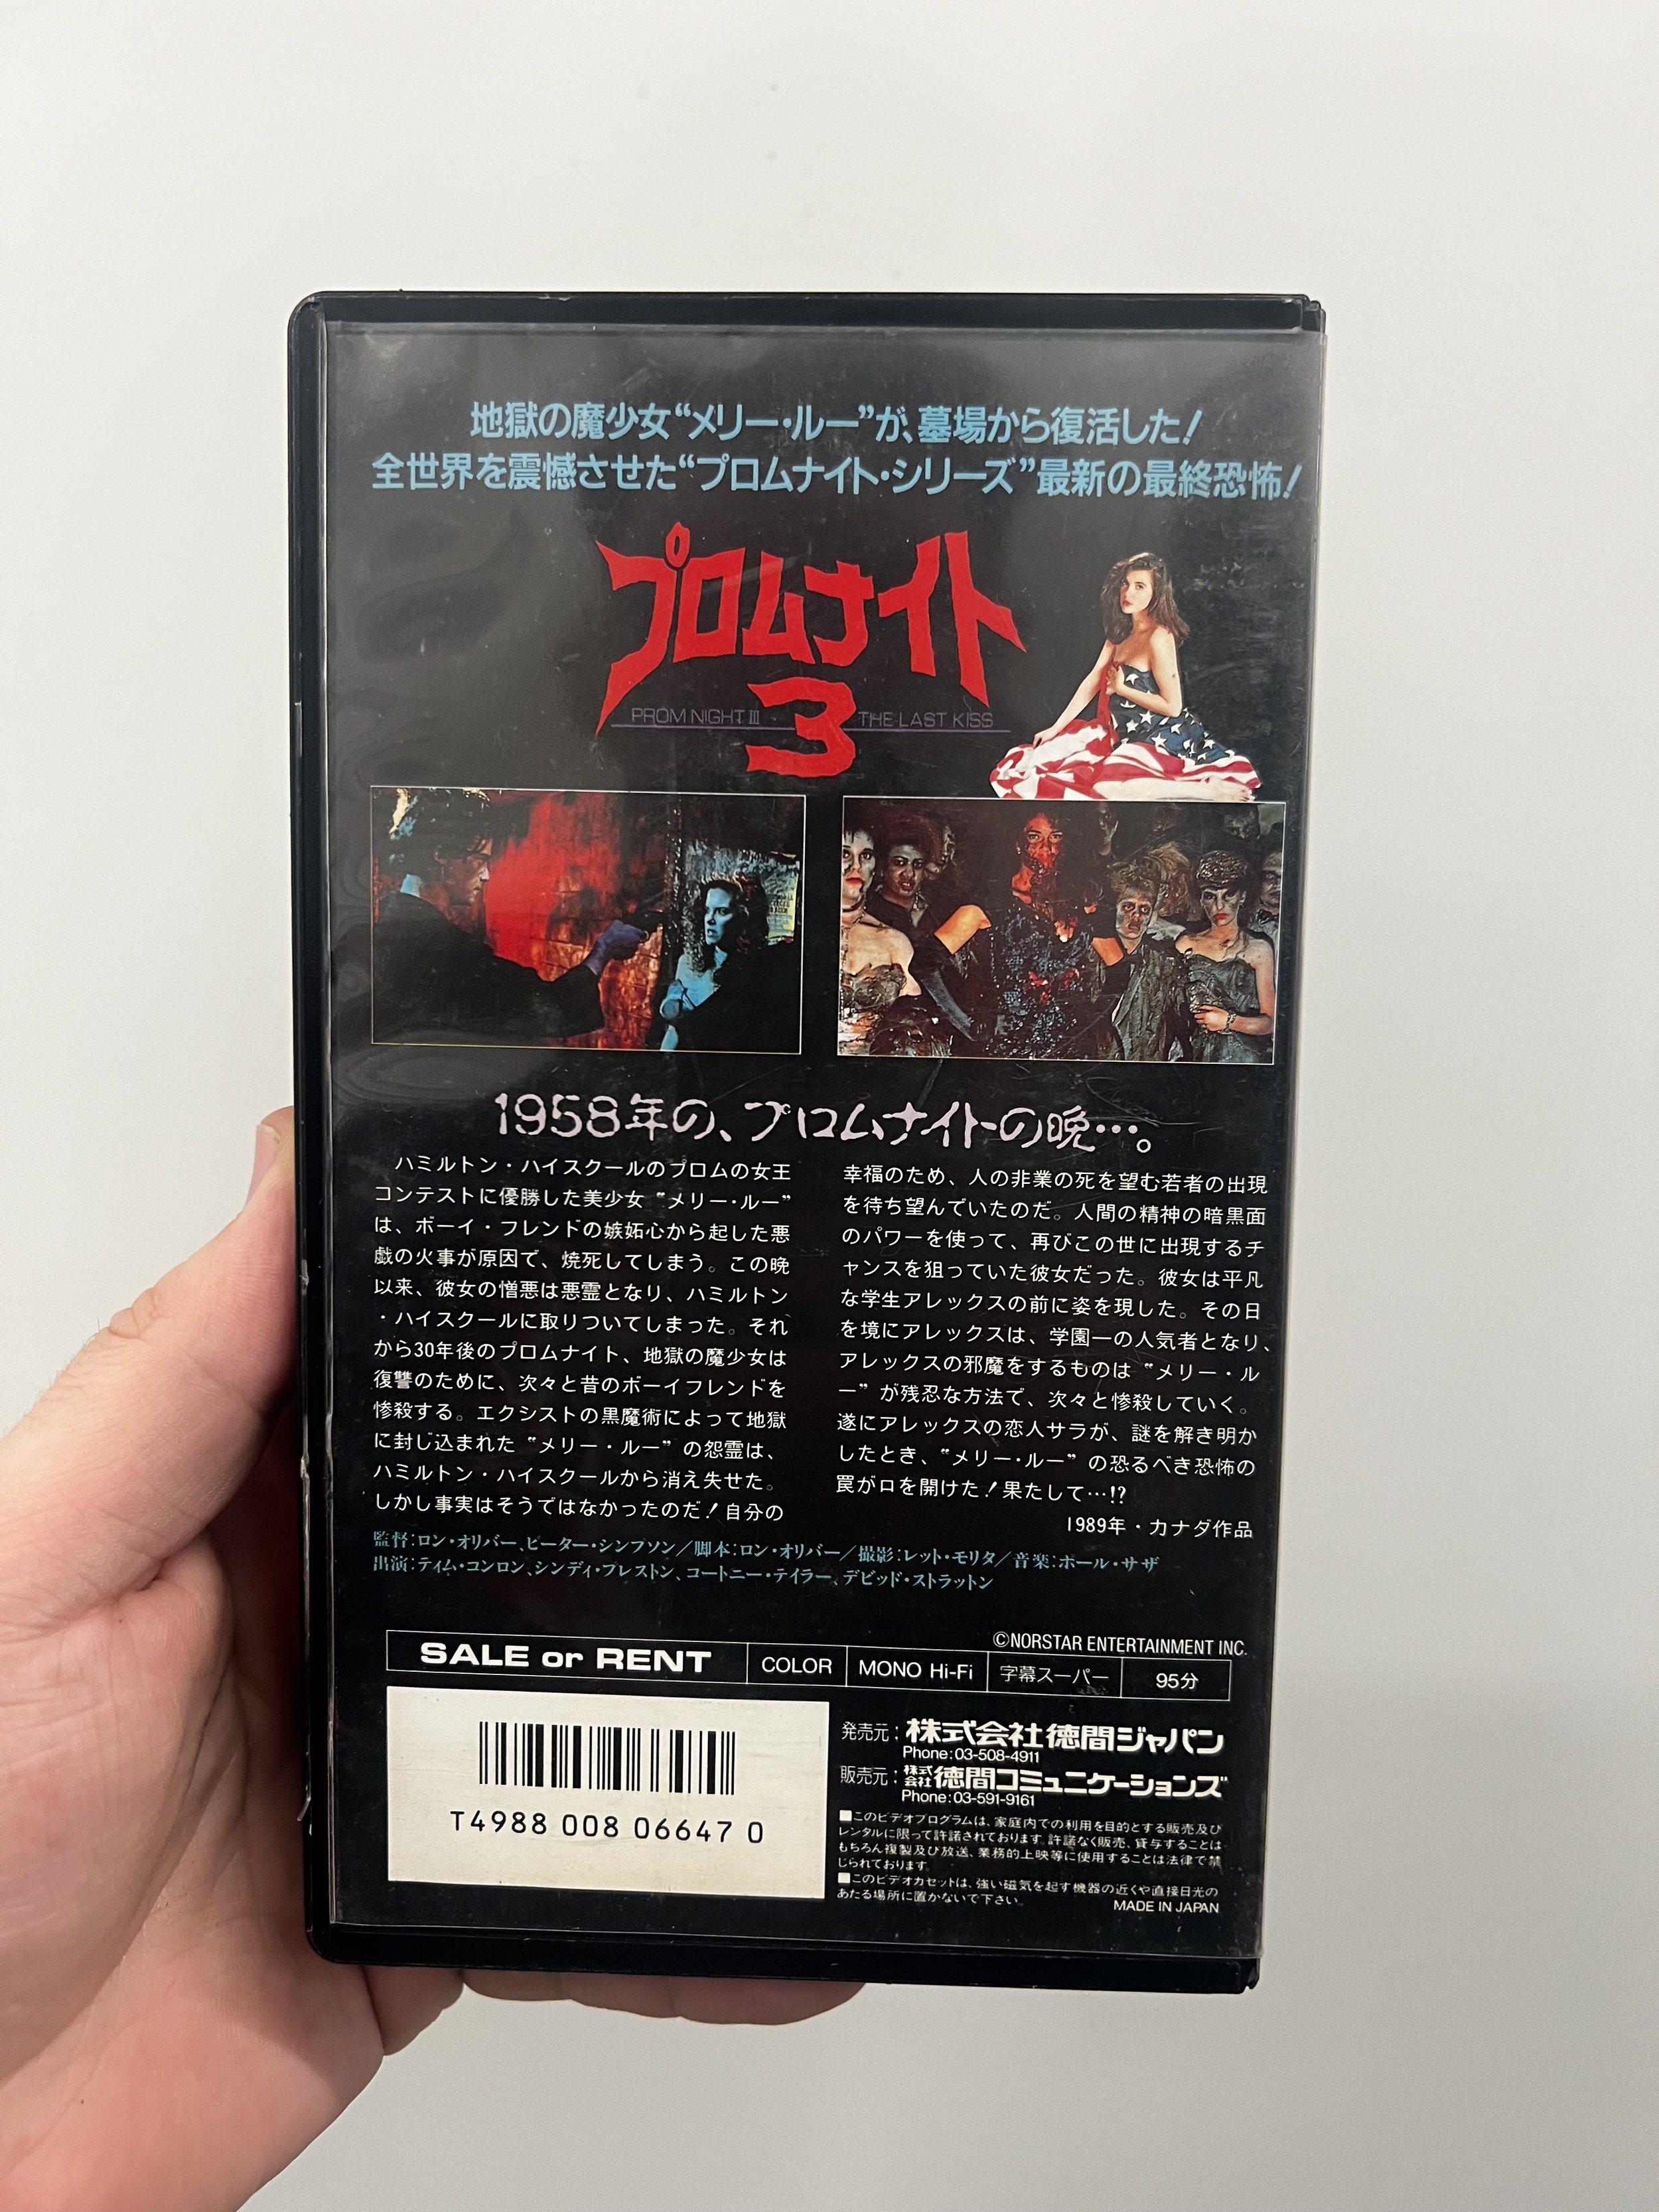 地獄の魔少女“メリー・ルー”が、墓場から復活した!
全世界を震憾させた“プロムナイト・シリーズ”最新の最終恐怖!
プロムナイト
3
PROM NIGHT III THE LAST KISS
1958年の、プロムナイトの晩…。
ハミルトン・ハイスクールのプロムの女王
コンテストに優勝した美少女“メリー・ルー”
は、ボーイ・フレンドの嫉妬心から起した悪
戯の火事が原因で、焼死してしまう。この晩
以来、彼女の憎悪は悪霊となり、ハミルトン
・ハイスクールに取りついてしまった。それ
から30年後のプロムナイト、地獄の魔少女は
復讐のために、次々と昔のボーイフレンドを
惨殺する。エクシストの黒魔術によって地獄
に封じ込まれた“メリー・ルー”の怨霊は、
ハミルトン・ハイスクールから消え失せた。
しかし事実はそうではなかったのだ!自分の
幸福のため、人の非業の死を望む若者の出現
を待ち望んでいたのだ。人間の精神の暗黒面
のパワーを使って、再びこの世に出現するチ
ャンスを狙っていた彼女だった。彼女は平凡
な学生アレックスの前に姿を現した。その日
を境にアレックスは、学園一の人気者となり、
アレックスの邪魔をするものは“メリー・ル
ー”が残忍な方法で、次々と惨殺していく。
遂にアレックスの恋人サラが、謎を解き明か
したとき、“メリー・ルー”の恐るべき恐怖の
罠が口を開けた!果たして…!?
1989年・カナダ作品
監督:ロン・オリバー、ピーター・シンプソン/脚本:ロン・オリバー/撮影:レット・モリタ/音楽:ポール・サザ
出演:ティム・コンロン、シンディ・プレストン、コートニー・テイラー、デビッド・ストラットン
©NORSTAR ENTERTAINMENT INC.
SALE or RENT COLOR MONO Hi-Fi 字幕スーパー 95分
T4988 008 06647 0
発売元:株式会社徳間ジャパン
Phone:03-508-4911
販売元:株式会社徳間コミュニケーションズ
Phone:03-591-9161
■このビデオプログラムは、家庭内での利用を目的とする販売及び
レンタルに限って許諾されております。許諾なく販売、貸与することは
もちろん複製及び放送、業務的上映等に使用することは法律で禁
じられております。
■このビデオカセットは、強い磁気を起す機器の近くや直接日光の
あたる場所に置かないで下さい。
MADE IN JAPAN